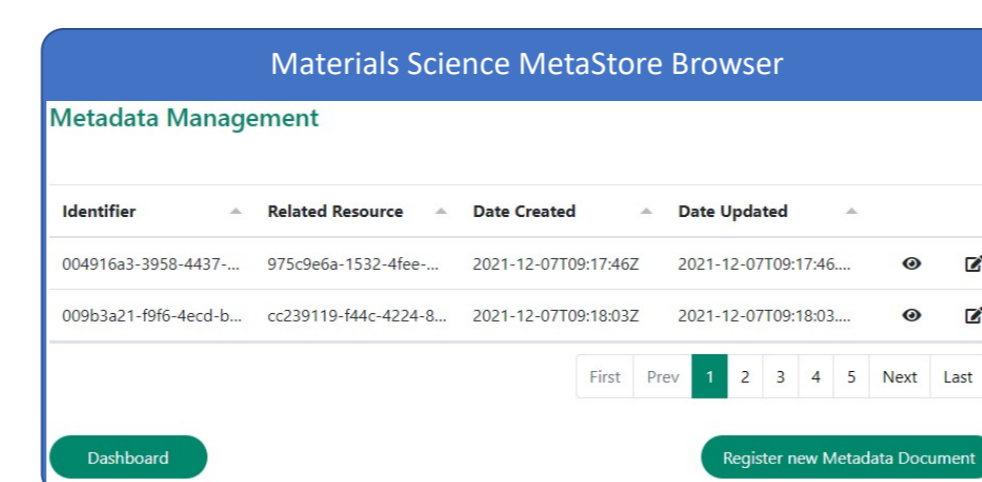 Materials Science MetaStore Browser
Metadata Management
Identifier Related Resource Date Created Date Updated
004916a3-3958-4437-... 975c9e6a-1532-4fee-... 2021-12-07T09:17:46Z 2021-12-07T09:17:46....
009b3a21-f9f6-4ecd-b... cc239119-f44c-4224-8... 2021-12-07T09:18:03Z 2021-12-07T09:18:03....
First Prev 1 2 3 4 5 Next Last
Dashboard Register new Metadata Document